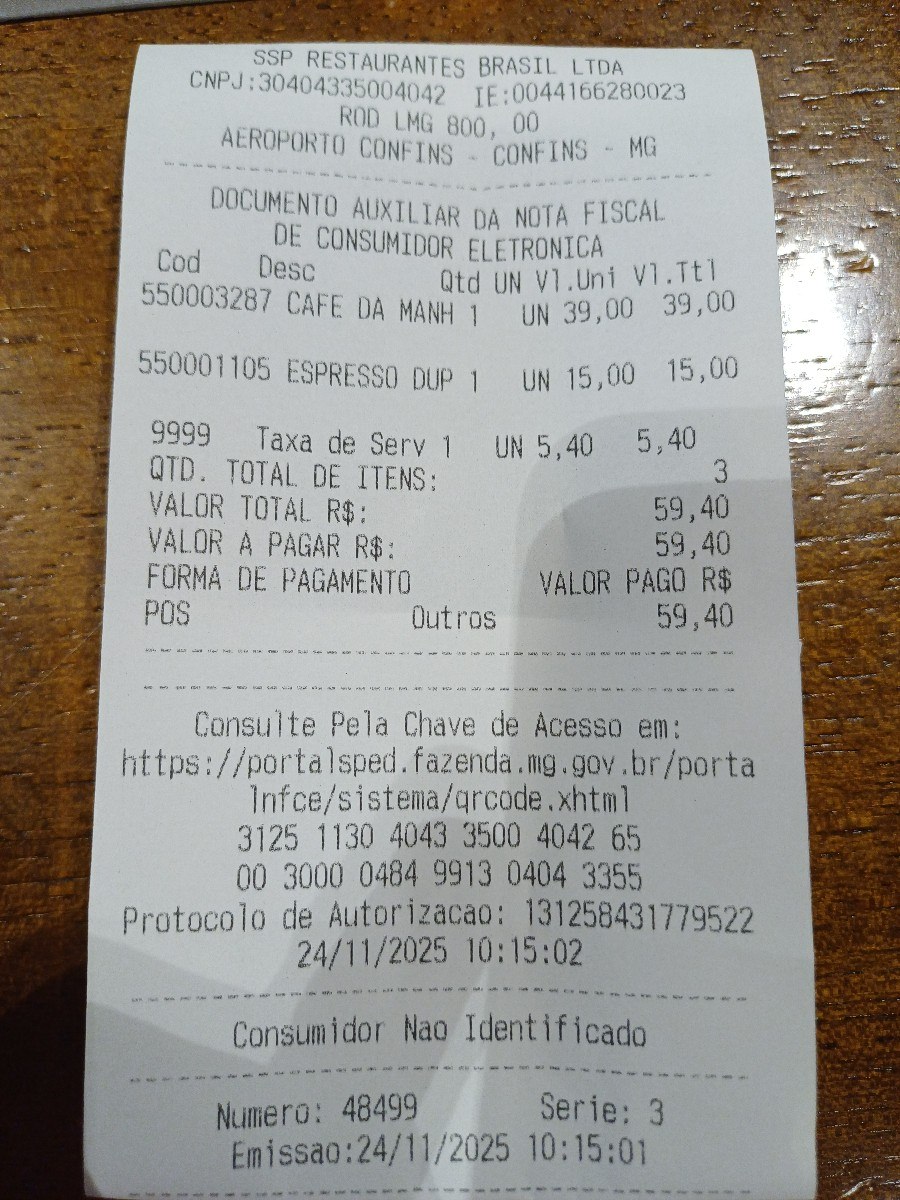 SSP RESTAURANTES BRASIL LTDA
CNPJ:30404335004042 IE:0044166280023
ROD LMG 800, 00
AEROPORTO CONFINS - CONFINS - MG
DOCUMENTO AUXILIAR DA NOTA FISCAL
DE CONSUMIDOR ELETRONICA
Cod Desc Qtd UN Vl.Uni Vl.Ttl
550003287 CAFE DA MANH 1 UN 39,00 39,00
550001105 ESPRESSO DUP 1 UN 15,00 15,00
9999 Taxa de Serv 1 UN 5,40 5,40
QTD. TOTAL DE ITENS: 3
VALOR TOTAL R$: 59,40
VALOR A PAGAR R$: 59,40
FORMA DE PAGAMENTO VALOR PAGO R$
POS Outros 59,40
Consulte Pela Chave de Acesso em:
https://portalsped.fazenda.mg.gov.br/porta
lnfce/sistema/qrcode.xhtml
3125 1130 4043 3500 4042 65
00 3000 0484 9913 0404 3355
Protocolo de Autorizacao: 131258431779522
24/11/2025 10:15:02
Consumidor Nao Identificado
Numero: 48499 Serie: 3
Emissao:24/11/2025 10:15:01